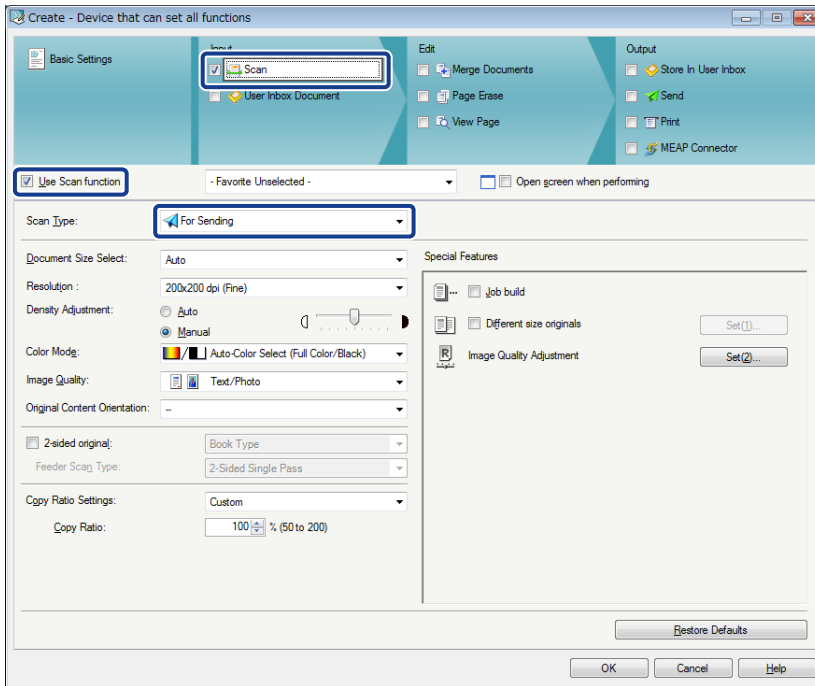 Create - Device that can set all functions
Basic Settings
Input
Scan
User Inbox Document
Edit
Merge Documents
Page Erase
View Page
Output
Store In User Inbox
Send
Print
MEAP Connector
Use Scan function
- Favorite Unselected -
Open screen when performing
Scan Type:
For Sending
Document Size Select:
Auto
Resolution :
200x200 dpi (Fine)
Density Adjustment:
Auto
Manual
Color Mode:
Auto-Color Select (Full Color/Black)
Image Quality:
Text/Photo
Original Content Orientation:
--
2-sided original:
Book Type
Feeder Scan Type:
2-Sided Single Pass
Copy Ratio Settings:
Custom
Copy Ratio:
100 % (50 to 200)
Special Features
Job build
Different size originals
Set(1)...
Image Quality Adjustment
Set(2)...
Restore Defaults
OK
Cancel
Help